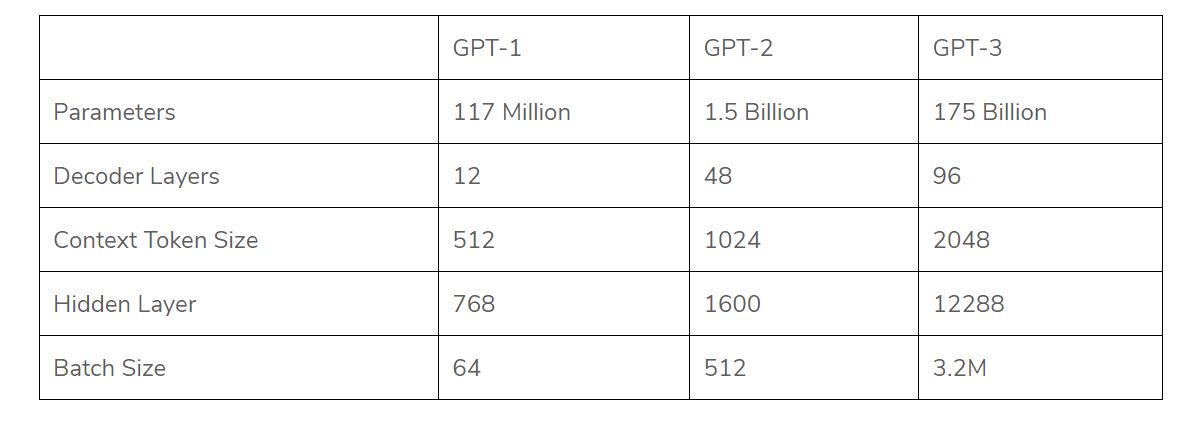 GPT-1 GPT-2 GPT-3
Parameters 117 Million 1.5 Billion 175 Billion
Decoder Layers 12 48 96
Context Token Size 512 1024 2048
Hidden Layer 768 1600 12288
Batch Size 64 512 3.2M